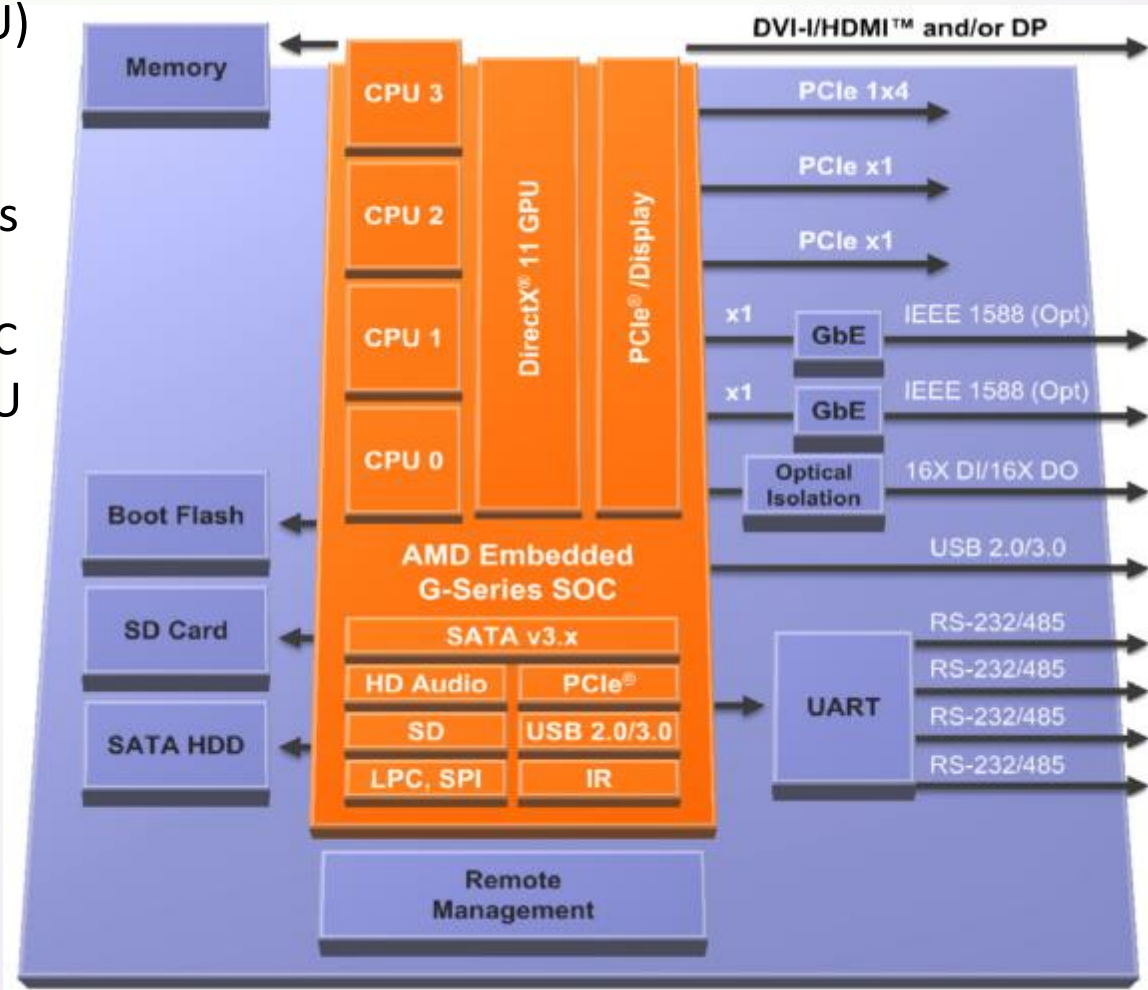 U)
s
C
U
DVI-I/HDMI™ and/or DP
Memory
CPU 3
CPU 2
CPU 1
CPU 0
DirectX® 11 GPU
PCIe® /Display
PCIe 1x4
PCIe x1
PCIe x1
x1
GbE
IEEE 1588 (Opt)
x1
GbE
IEEE 1588 (Opt)
Optical
Isolation
16X DI/16X DO
USB 2.0/3.0
Boot Flash
SD Card
SATA HDD
AMD Embedded
G-Series SOC
SATA v3.x
HD Audio
PCIe®
SD
USB 2.0/3.0
LPC, SPI
IR
UART
RS-232/485
RS-232/485
RS-232/485
RS-232/485
Remote
Management